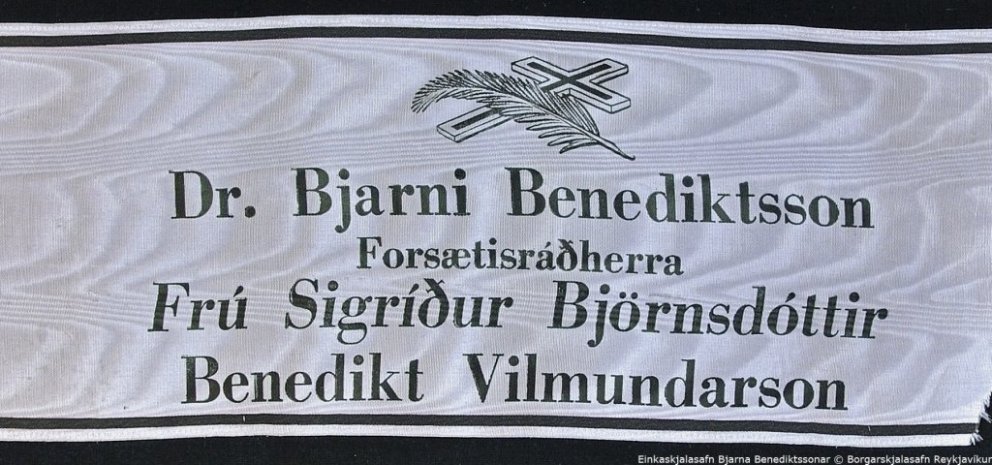 Dr. Bjarni Benediktsson
Forsætisráðherra
Frú Sigríður Björnsdóttir
Benedikt Vilmundarson
Einkaskjalasafn Bjarna Benediktssonar © Borgarskjalasafn Reykjavíkur